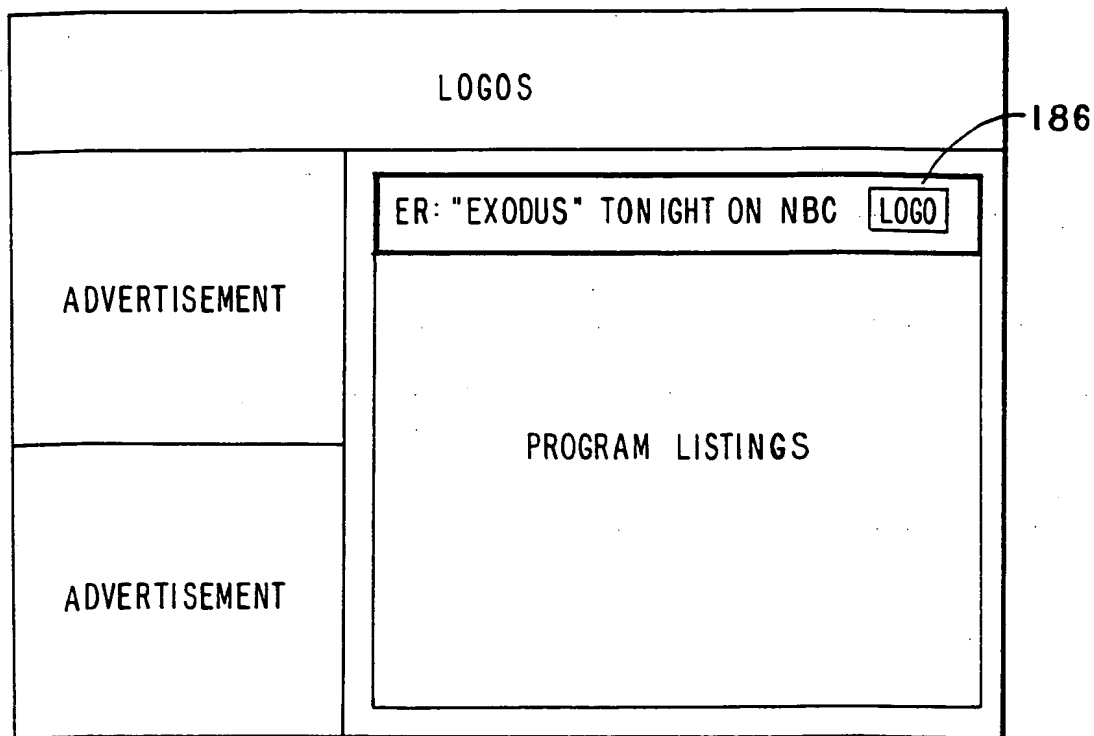 LOGOS
186
ER: "EXODUS" TONIGHT ON NBC LOGO
ADVERTISEMENT
PROGRAM LISTINGS
ADVERTISEMENT